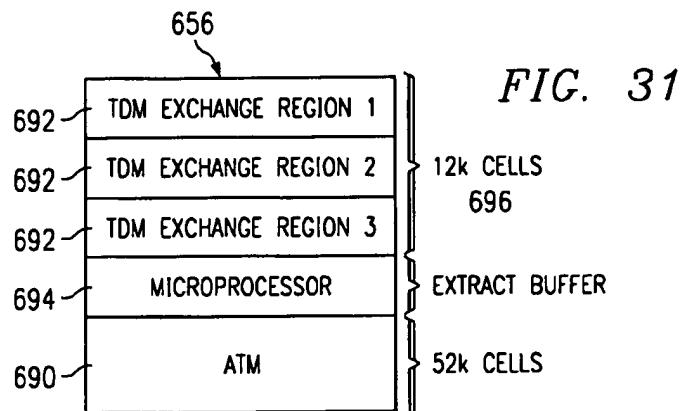 656
FIG. 31
692 TDM EXCHANGE REGION 1
692 TDM EXCHANGE REGION 2 12k CELLS
696
692 TDM EXCHANGE REGION 3
694 MICROPROCESSOR EXTRACT BUFFER
690 ATM 52k CELLS